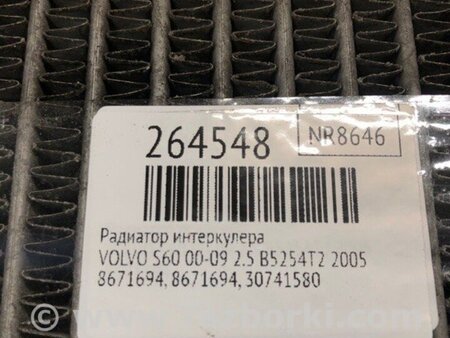 264548
NR8646
Радиатор интеркулера
VOLVO S60 00-09 2.5 B5254T2 2005
8671694, 8671694, 30741580